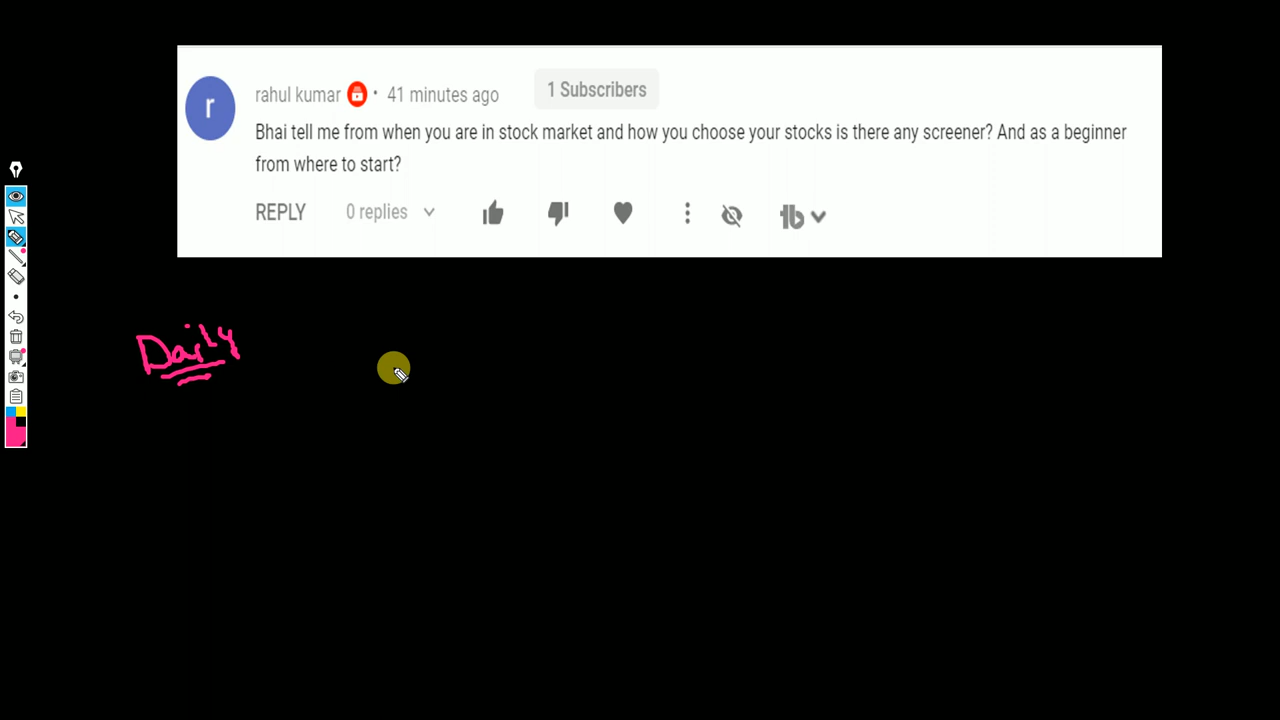 rahul kumar • 41 minutes ago 1 Subscribers
Bhai tell me from when you are in stock market and how you choose your stocks is there any screener? And as a beginner
from where to start?
REPLY 0 replies
Daily